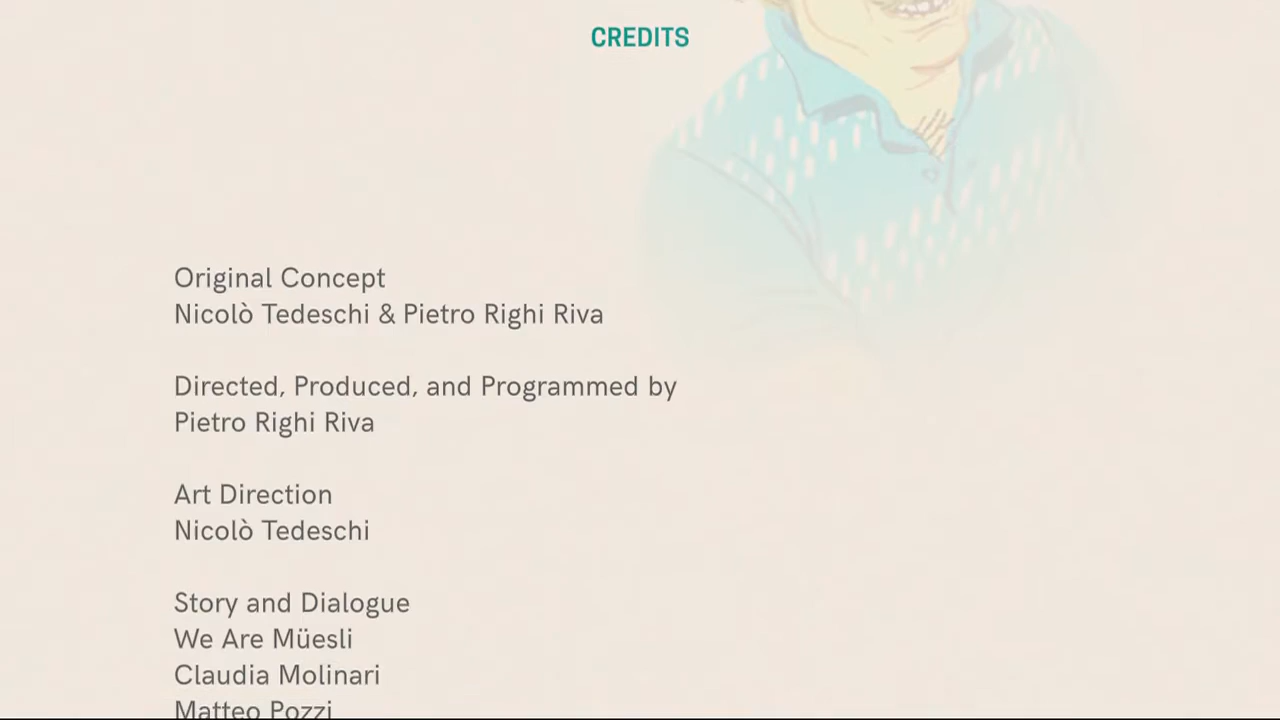 CREDITS
Original Concept
Nicolò Tedeschi & Pietro Righi Riva
Directed, Produced, and Programmed by
Pietro Righi Riva
Art Direction
Nicolò Tedeschi
Story and Dialogue
We Are Müesli
Claudia Molinari
Matteo Pozzi